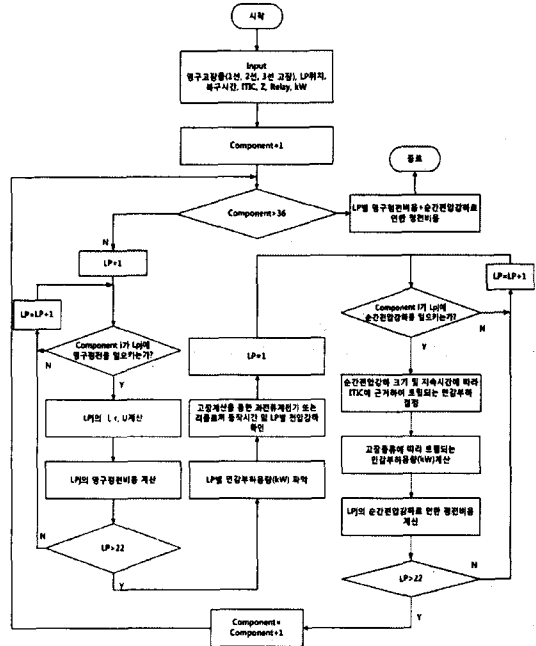 시작
Input
영구고장률(1선, 2선, 3선 고장), LP위치,
복구시간, ITIC, Z, Relay, kW
Component=1
종료
Component>36
LP별 영구정전비용+순간전압강하로
인한 정전비용
N
LP=1
LP=LP+1
Component i가 Lpj에
영구정전을 일으키는가?
N
Y
LPj의 l, r, U계산
LPj의 영구정전비용 계산
N
LP>22
Y
LP=1
고장계산을 통한 과전류계전기 또는
리클로저 동작시간 및 LP별 전압강하
확인
LP별 민감부하용량(kW) 파악
LP=LP+1
Component i가 Lpj에
순간전압강하를 일으키는가?
N
Y
순간전압강하 크기 및 지속시간에 따라
ITIC에 근거하여 트립되는 민감부하
결정
고장종류에 따라 트립되는
민감부하용량(kW)계산
LPj의 순간전압강하로 인한 정전비용
계산
N
LP>22
Y
Component=
Component+1